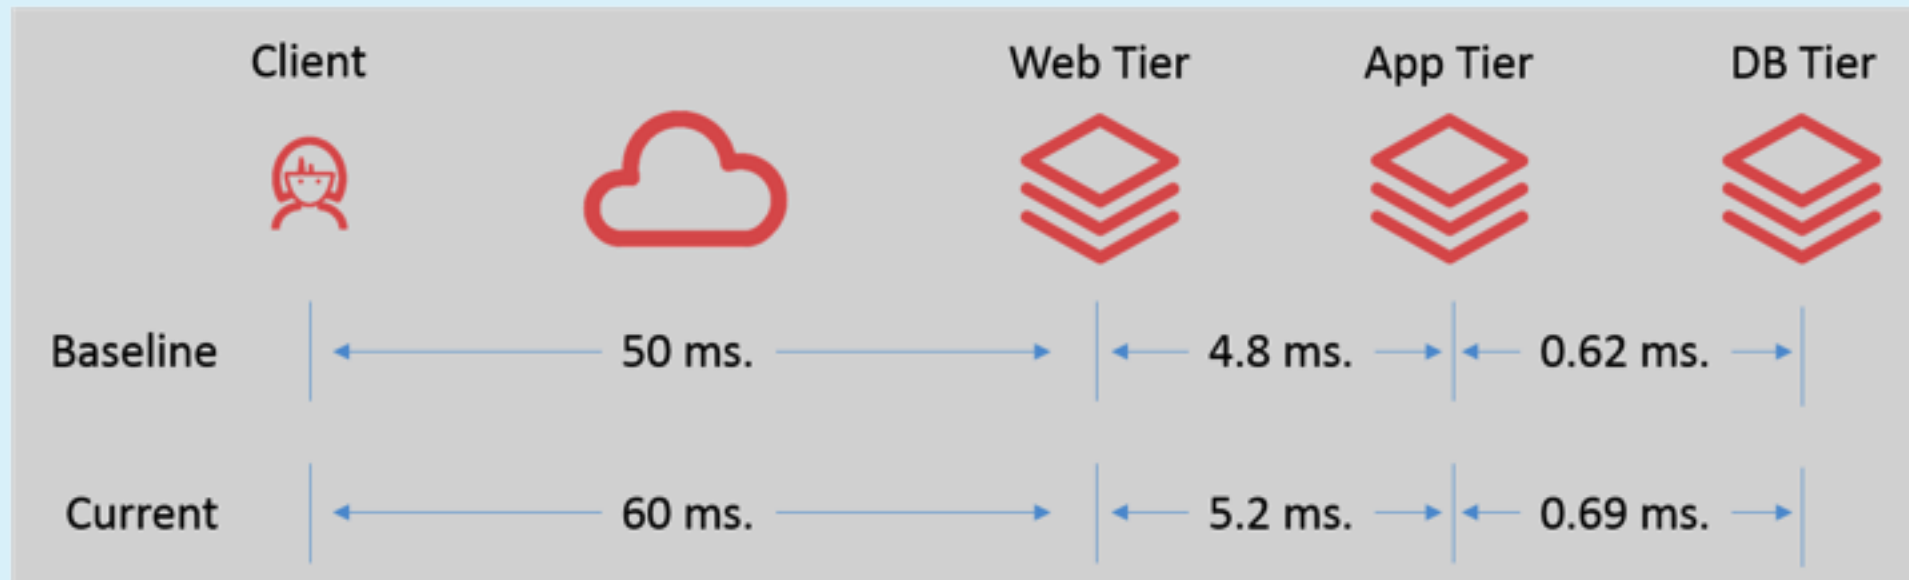 Client Web Tier App Tier DB Tier
Baseline 50 ms. 4.8 ms. 0.62 ms.
Current 60 ms. 5.2 ms. 0.69 ms.